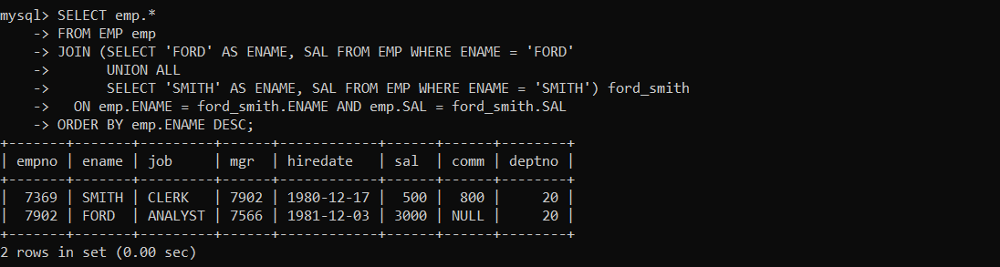 mysql> SELECT emp.*
    -> FROM EMP emp
    -> JOIN (SELECT 'FORD' AS ENAME, SAL FROM EMP WHERE ENAME = 'FORD'
    ->       UNION ALL
    ->       SELECT 'SMITH' AS ENAME, SAL FROM EMP WHERE ENAME = 'SMITH') ford_smith
    ->   ON emp.ENAME = ford_smith.ENAME AND emp.SAL = ford_smith.SAL
    -> ORDER BY emp.ENAME DESC;
+-------+-------+---------+------+------------+------+------+--------+
| empno | ename | job     | mgr  | hiredate   | sal  | comm | deptno |
+-------+-------+---------+------+------------+------+------+--------+
|  7369 | SMITH | CLERK   | 7902 | 1980-12-17 |  500 |  800 |     20 |
|  7902 | FORD  | ANALYST | 7566 | 1981-12-03 | 3000 | NULL |     20 |
+-------+-------+---------+------+------------+------+------+--------+
2 rows in set (0.00 sec)